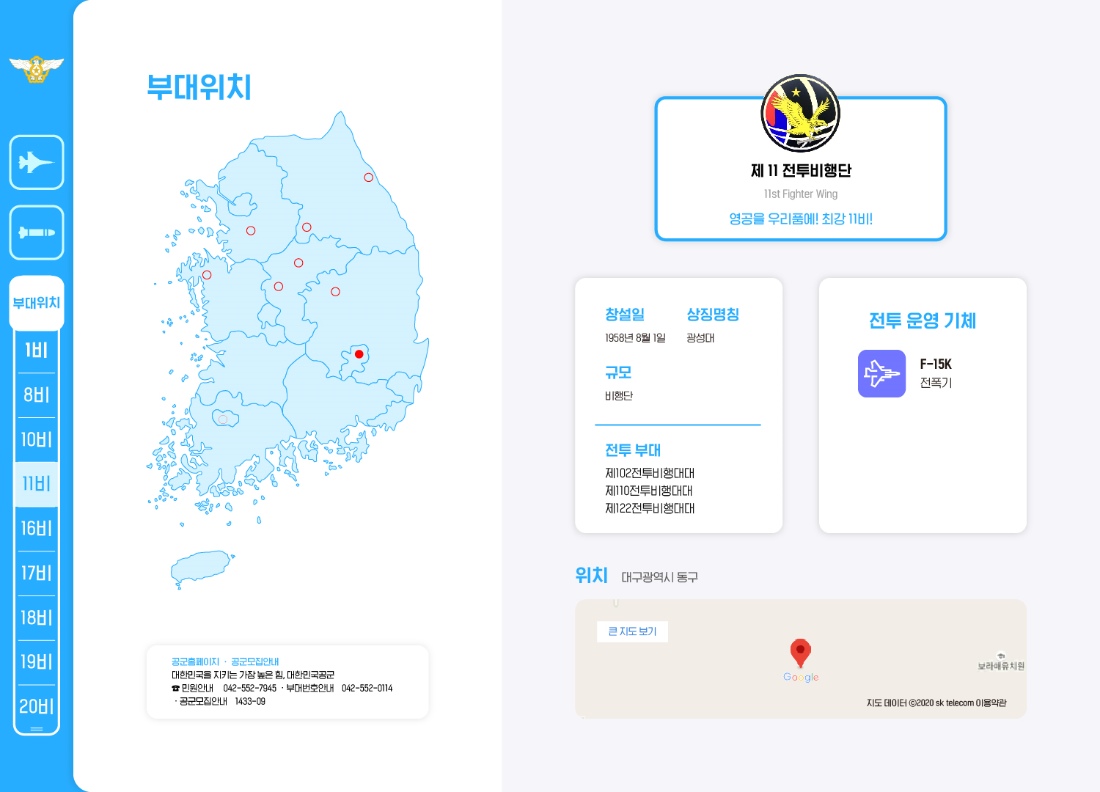 부대위치
1비
8비
10비
11비
16비
17비
18비
19비
20비
부대위치
공군홈페이지 · 공군모집안내
대한민국을 지키는 가장 높은 힘, 대한민국공군
☎ 민원안내 042-552-7945 · 부대번호안내 042-552-0114
· 공군모집안내 1433-09
제 11 전투비행단
11st Fighter Wing
영공을 우리품에! 최강 11비!
창설일 상징명칭
1958년 8월 1일 광성대
규모
비행단
전투 부대
제102전투비행대대
제110전투비행대대
제122전투비행대대
전투 운영 기체
F-15K
전폭기
위치 대구광역시 동구
큰 지도 보기
Google
보라매유치원
지도 데이터 ©2020 sk telecom 이용약관